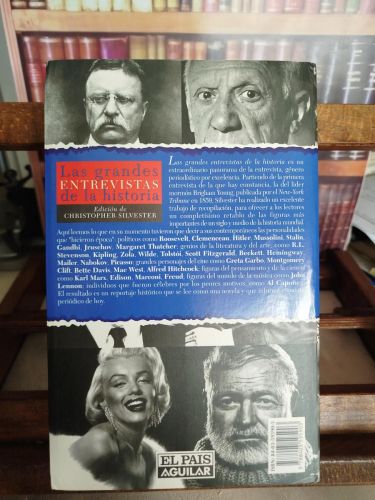 Las grandes
ENTREVISTAS
de la historia
Edición de
CHRISTOPHER SILVESTER
Las grandes entrevistas de la historia es un
extraordinario panorama de la entrevista, género
periodístico por excelencia. Partiendo de la primera
entrevista de la que hay constancia, la del líder
mormón Brigham Young, publicada por el New-York
Tribune en 1859, Silvester ha realizado un excelente
trabajo de recopilación, para ofrecer a los lectores
un completísimo retablo de las figuras más
importantes de un siglo y medio de la historia mundial.
Aquí leemos lo que en su momento tuvieron que decir a sus contemporáneos las personalidades
que "hicieron época": políticos como Roosevelt, Clemenceau, Hitler, Mussolini, Stalin,
Gandhi, Jruschov, Margaret Thatcher; genios de la literatura y del arte, como R.L.
Stevenson, Kipling, Zola, Wilde, Tolstói, Scott Fitzgerald, Beckett, Hemingway,
Mailer, Nabokov, Picasso; grandes personajes del cine como Greta Garbo, Montgomery
Clift, Bette Davis, Mae West, Alfred Hitchcock; figuras del pensamiento y de la ciencia
como Karl Marx, Edison, Marconi, Freud; figuras del mundo de la música como John
Lennon; individuos que fueron célebres por los peores motivos, como Al Capone.
El resultado es un reportaje histórico que se lee como una novela y que
periodismo de hoy.
EL PAIS
AGUILAR